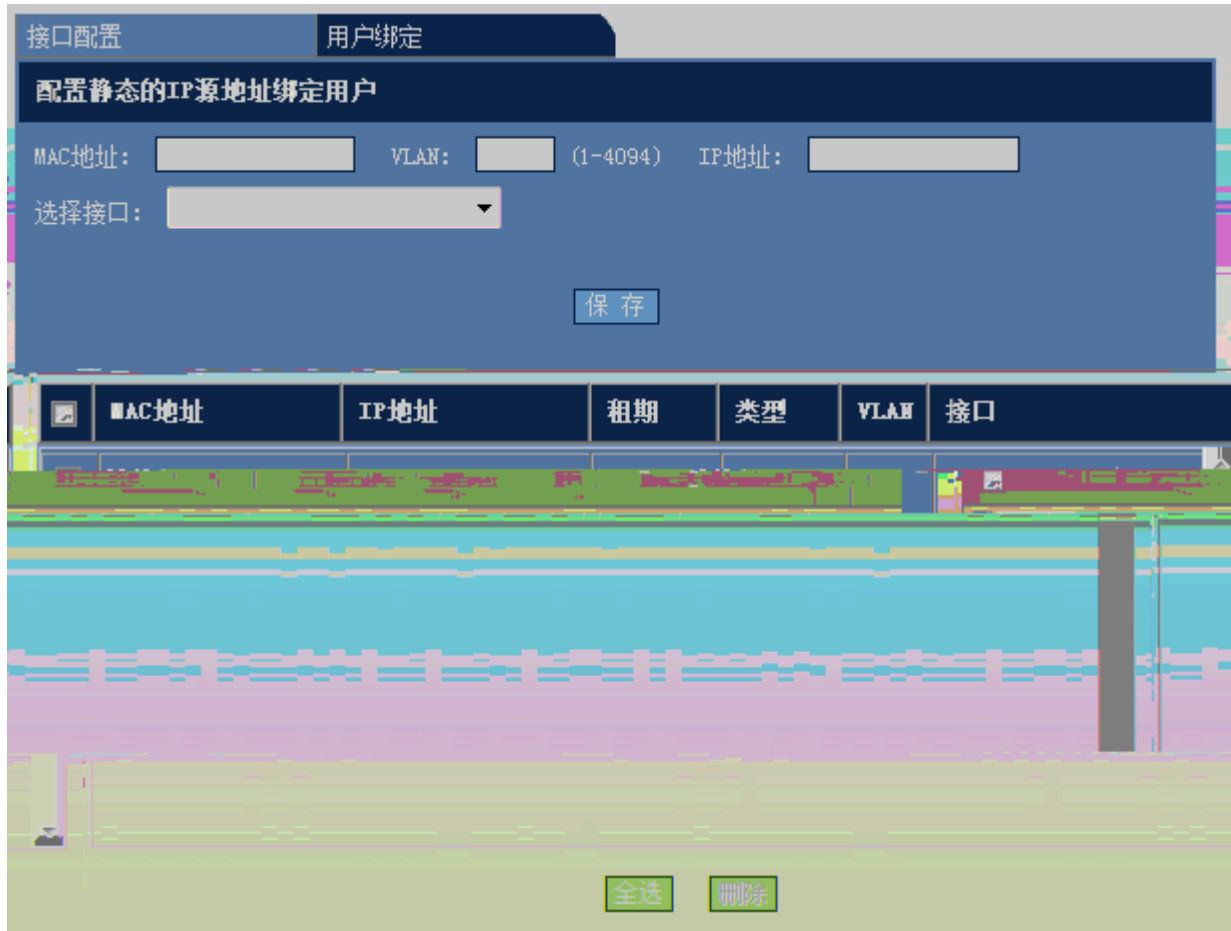 接口配置 用户绑定
配置静态的IP源地址绑定用户
MAC地址: VLAN: (1-4094) IP地址:
选择接口:
保 存
MAC地址 IP地址 租期 类型 VLAN 接口
全选 删除